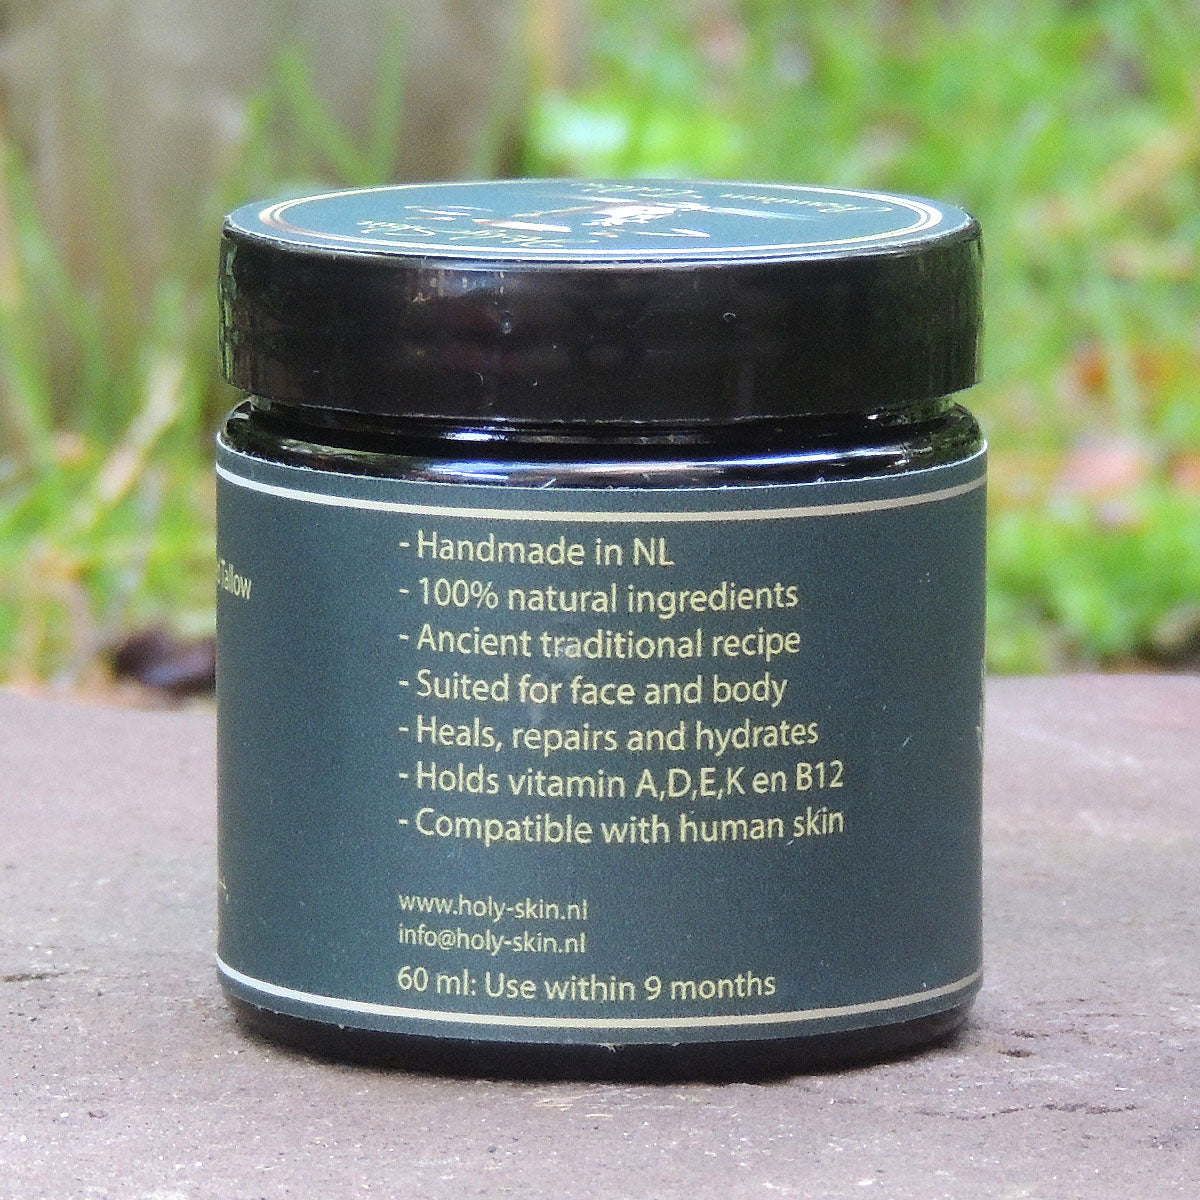 Tallow
- Handmade in NL
- 100% natural ingredients
- Ancient traditional recipe
- Suited for face and body
- Heals, repairs and hydrates
- Holds vitamin A,D,E,K en B12
- Compatible with human skin
www.holy-skin.nl
info@holy-skin.nl
60 ml: Use within 9 months